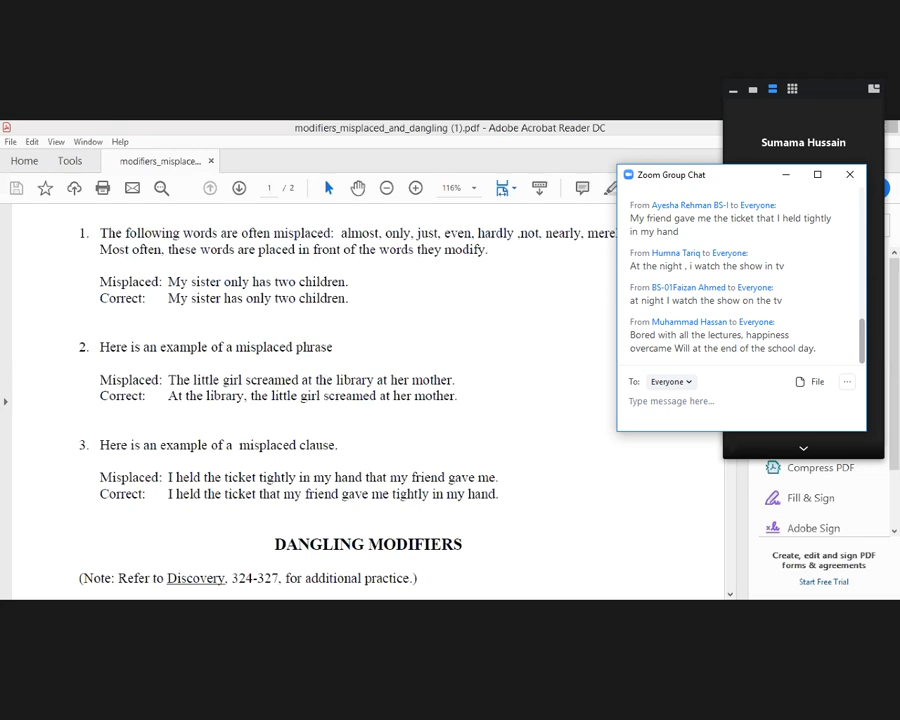 modifiers_misplaced_and_dangling (1).pdf - Adobe Acrobat Reader DC
File Edit View Window Help
Home Tools modifiers_misplace... ×
1 / 2 116%
1. The following words are often misplaced: almost, only, just, even, hardly ,not, nearly,
Most often, these words are placed in front of the words they modify.
Misplaced: My sister only has two children.
Correct: My sister has only two children.
2. Here is an example of a misplaced phrase
Misplaced: The little girl screamed at the library at her mother.
Correct: At the library, the little girl screamed at her mother.
3. Here is an example of a misplaced clause.
Misplaced: I held the ticket tightly in my hand that my friend gave me.
Correct: I held the ticket that my friend gave me tightly in my hand.
DANGLING MODIFIERS
(Note: Refer to Discovery, 324-327, for additional practice.)
Sumama Hussain
Zoom Group Chat
From Ayesha Rehman BS-I to Everyone:
My friend gave me the ticket that I held tightly
in my hand
From Humna Tariq to Everyone:
At the night , i watch the show in tv
From BS-01Faizan Ahmed to Everyone:
at night I watch the show on the tv
From Muhammad Hassan to Everyone:
Bored with all the lectures, happiness
overcame Will at the end of the school day.
To: Everyone File ...
Type message here...
Compress PDF
Fill & Sign
Adobe Sign
Create, edit and sign PDF
forms & agreements
Start Free Trial